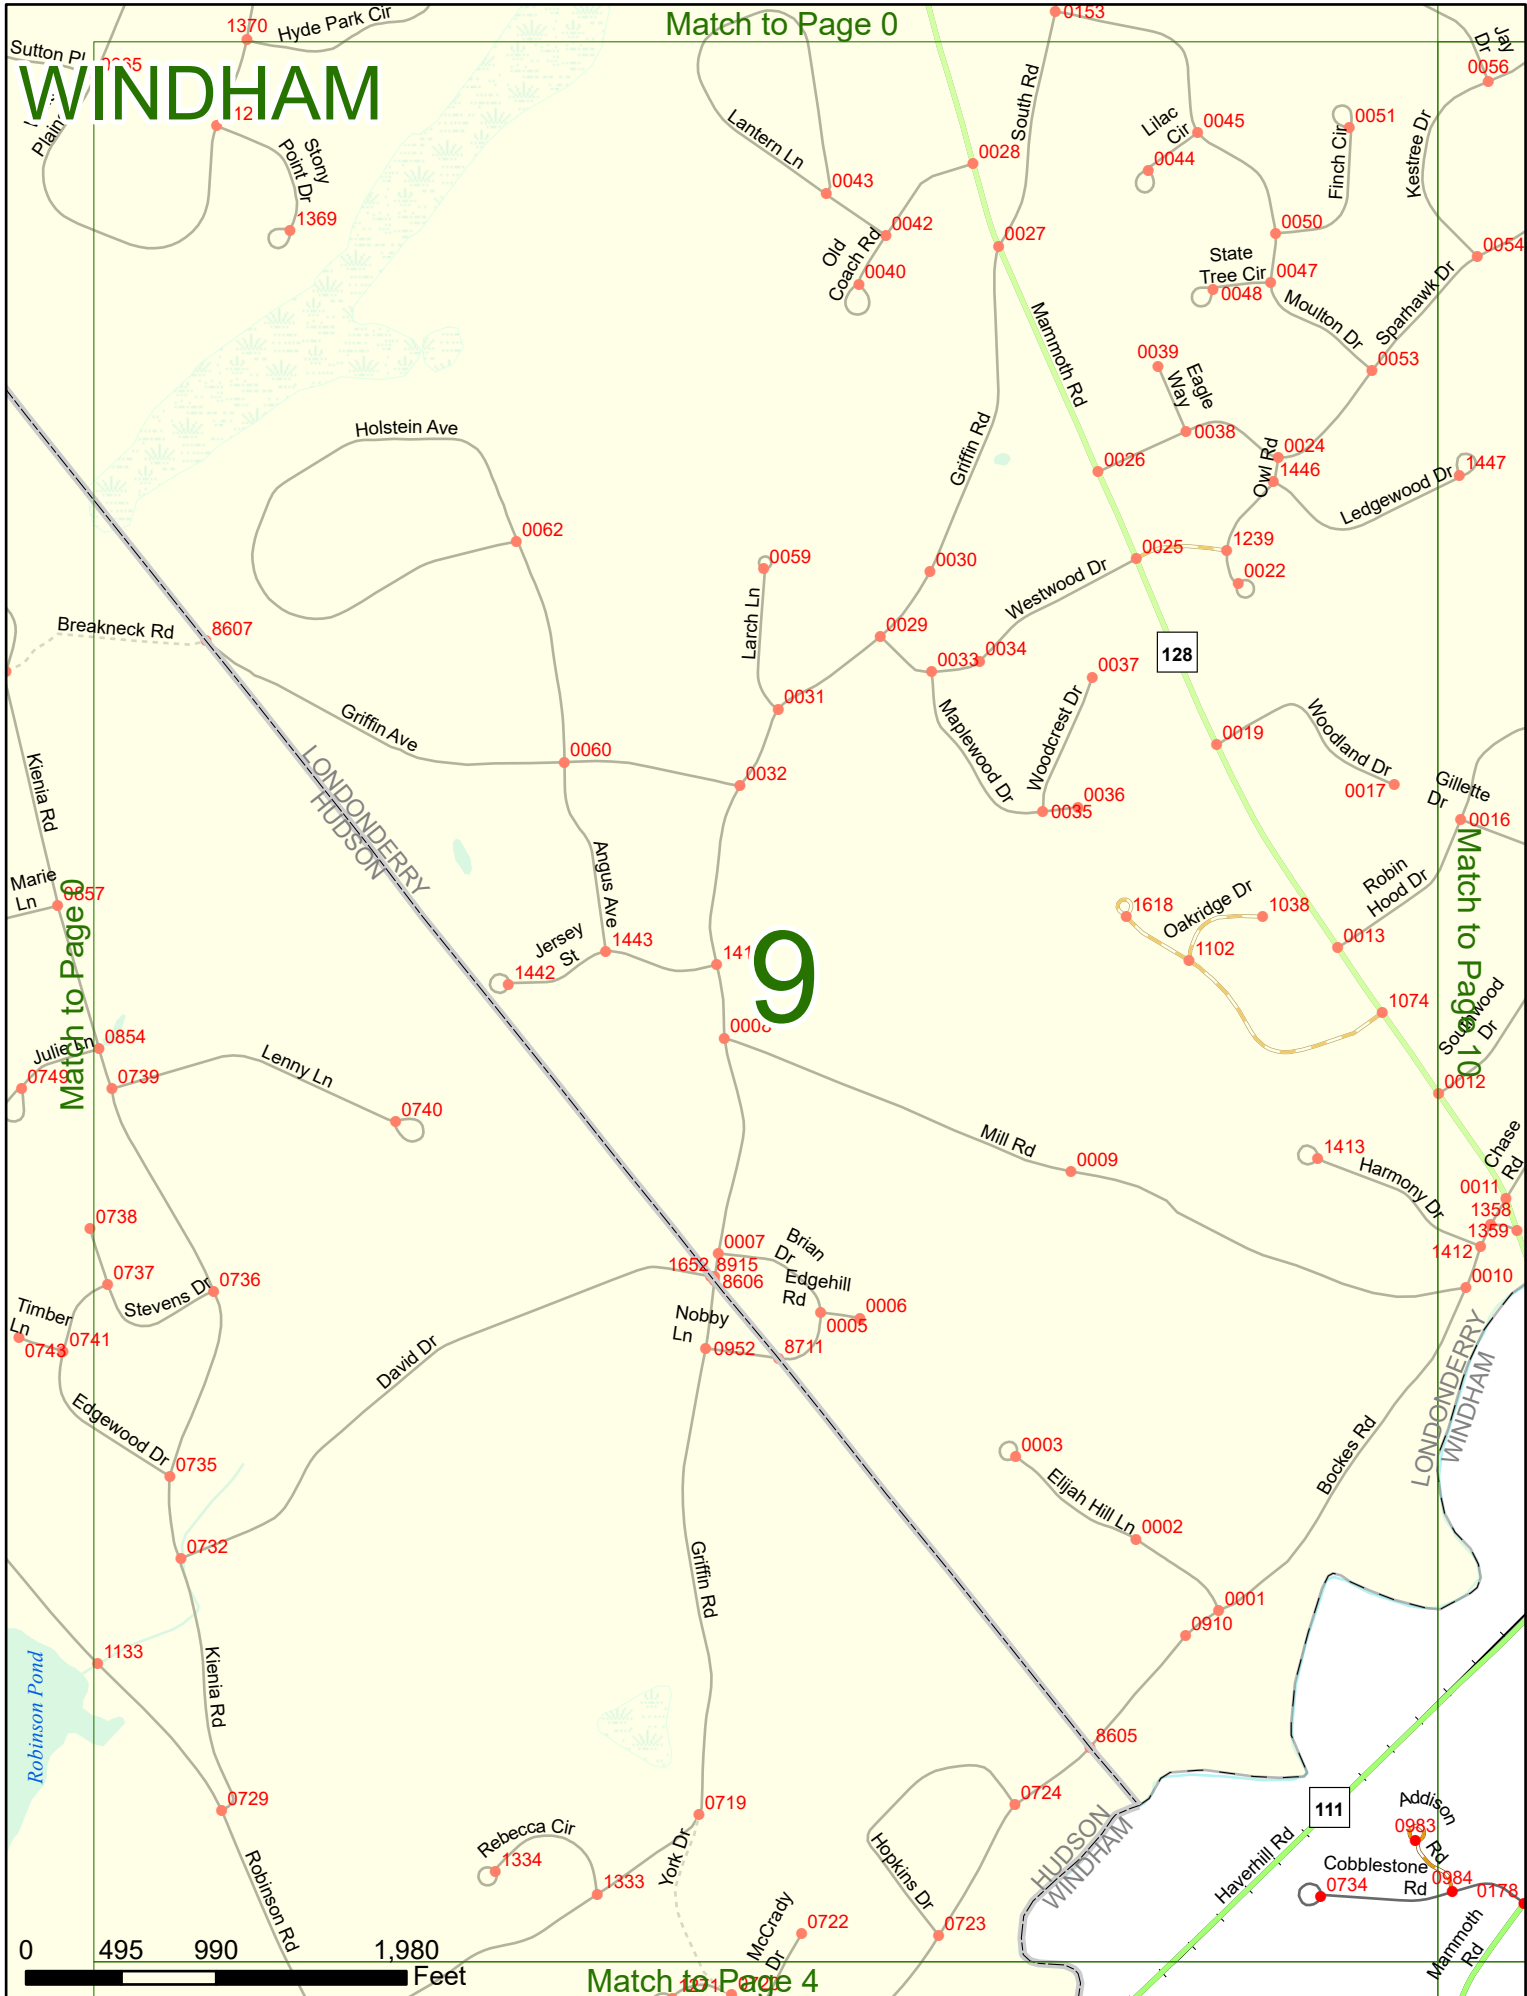 Match to Page 0
WINDHAM
Sutton Pl
1370
Hyde Park Cir
Stony
Point Dr
1369
0153
Jay
Dr
0056
South Rd
Lantern Ln
0043
0028
0042
0027
Old
Coach Rd
0040
Lilac
Cir
0045
0044
Finch Cir
0051
Kestree Dr
0050
0054
State
Tree Cir
0047
0048
Moulton Dr
Sparhawk Dr
0053
Mammoth Rd
0039
Eagle
Way
0038
0026
Owl Rd
0024
1446
1447
Ledgewood Dr
Holstein Ave
Griffin Rd
0062
0059
0030
0025
1239
0022
Westwood Dr
Larch Ln
Breakneck Rd
8607
0029
0033
0034
0037
128
0031
Maplewood Dr
Woodcrest Dr
Griffin Ave
0060
0032
0035
0036
0019
Woodland Dr
0017
Gillette
Dr
0016
Kienia Rd
LONDONDERRY
HUDSON
Marie
Ln
0857
Match to Page 0
Angus Ave
Jersey
St
1443
1442
9
0008
1618
Oakridge Dr
1038
1102
Robin
Hood Dr
0013
1074
Match to Page 10
Southwood
Dr
0012
Julie Ln
0854
0749
0739
Lenny Ln
0740
Mill Rd
0009
1413
Harmony Dr
Chase
Rd
0011
1358
1359
1412
0010
0738
0737
Stevens Dr
0736
Timber
Ln
0743
0741
0007
Brian
Dr
1652
8915
8606
Edgehill
Rd
0006
0005
Nobby
Ln
0952
8711
David Dr
Edgewood Dr
0735
LONDONDERRY
WINDHAM
Bockes Rd
0003
Elijah Hill Ln
0002
0001
0910
0732
Griffin Rd
1133
Kienia Rd
Robinson Pond
8605
0729
0719
0724
Rebecca Cir
1334
1333
York Dr
Hopkins Dr
HUDSON
WINDHAM
111
Haverhill Rd
Addison
Rd
0983
Cobblestone
Rd
0734
0984
0178
Mammoth
Rd
Robinson Rd
McCrady
Dr
0722
0723
0 495 990 1,980
Feet
Match to Page 4
1271